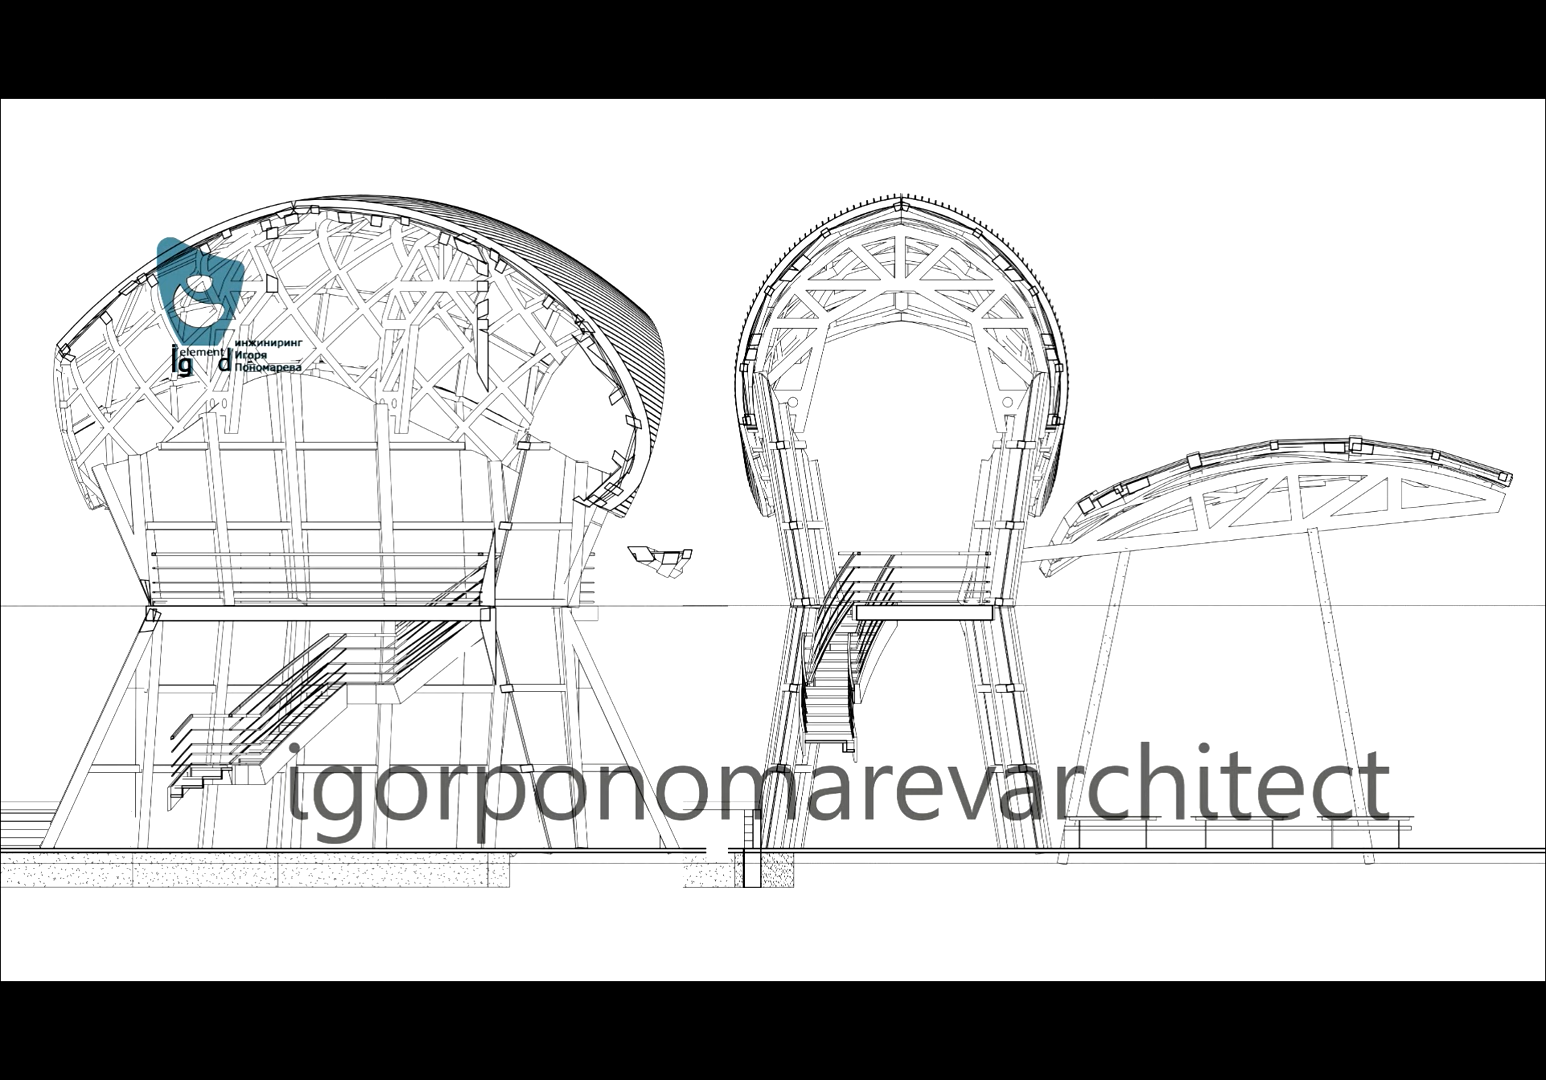 инжиниринг
element Игоря
ig d Пономарева
igorponomarevarchitect